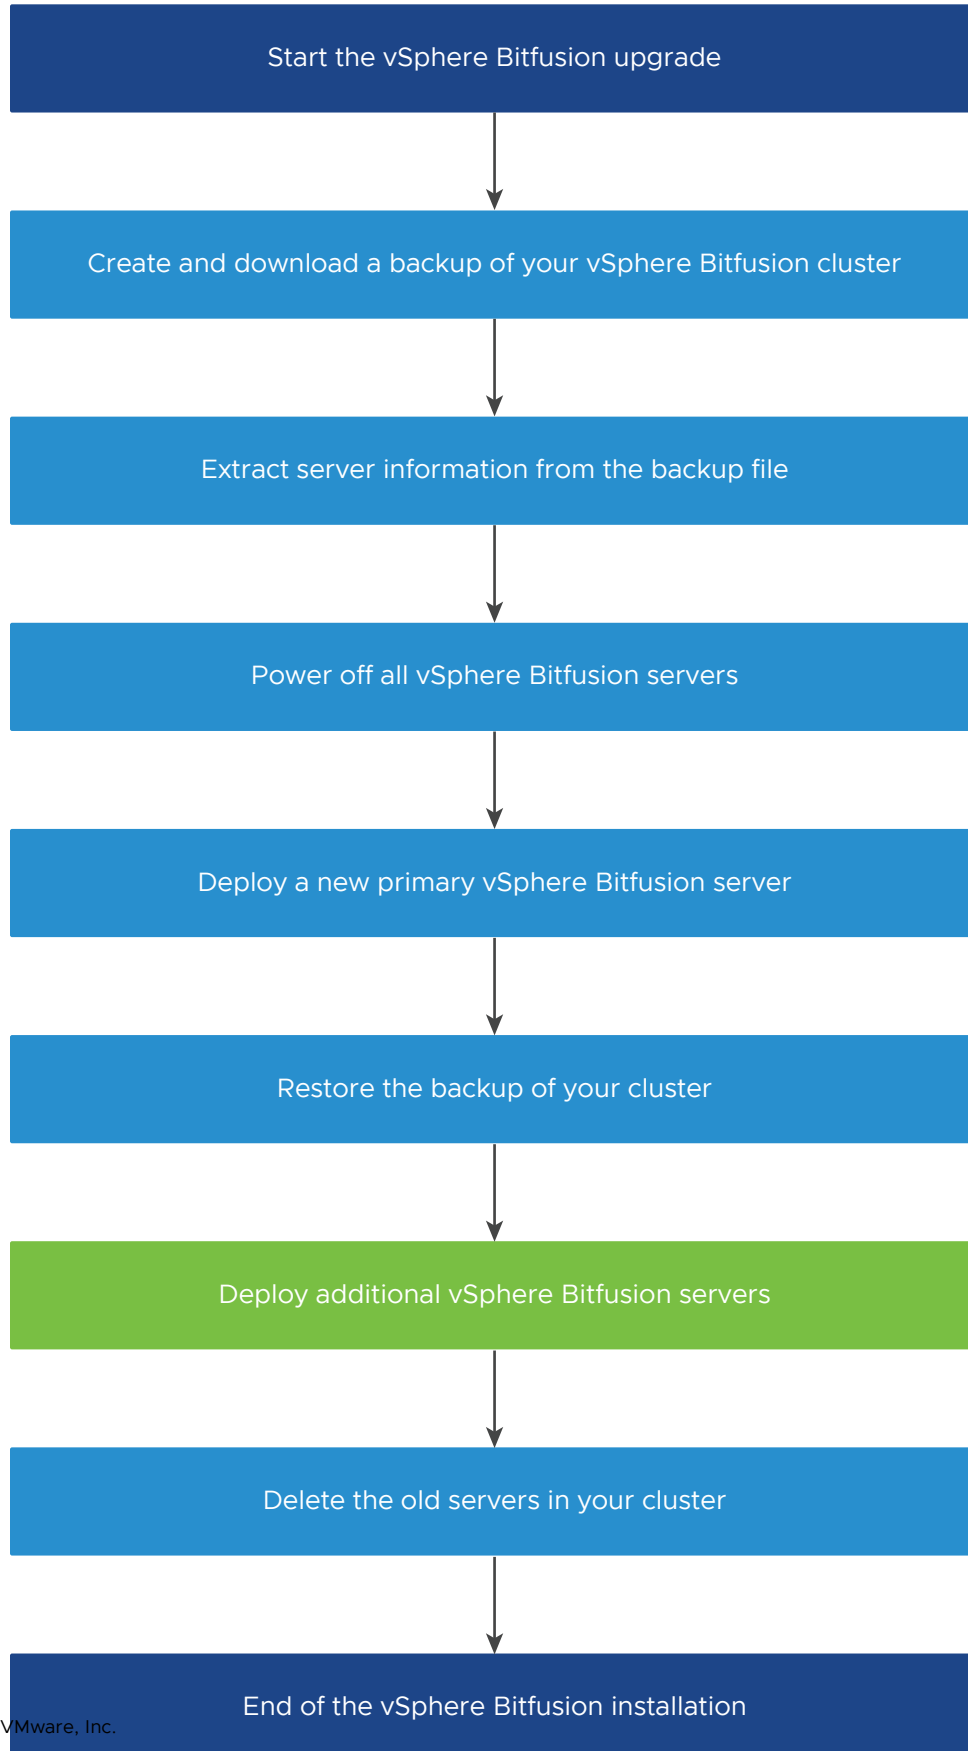 Start the vSphere Bitfusion upgrade
Create and download a backup of your vSphere Bitfusion cluster
Extract server information from the backup file
Power off all vSphere Bitfusion servers
Deploy a new primary vSphere Bitfusion server
Restore the backup of your cluster
Deploy additional vSphere Bitfusion servers
Delete the old servers in your cluster
End of the vSphere Bitfusion installation
VMware, Inc.